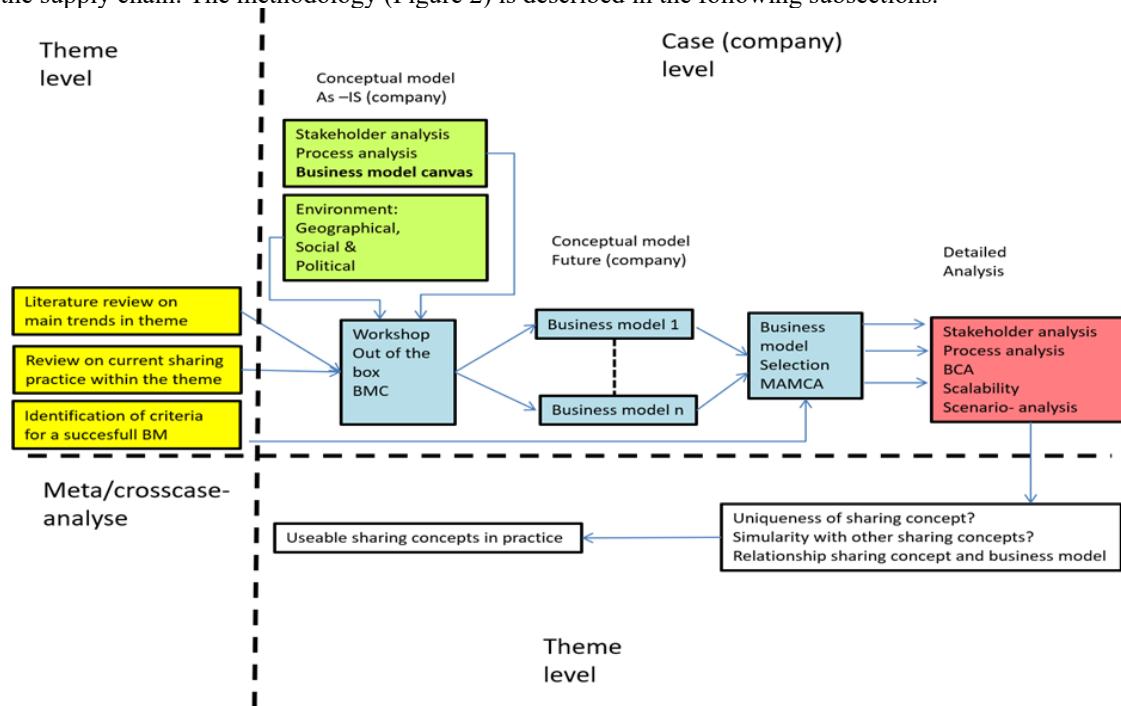 the supply chain. The methodology (Figure 2) is described in the following subsections.
Theme
level
Case (company)
level
Conceptual model
As –IS (company)
Stakeholder analysis
Process analysis
Business model canvas
Environment:
Geographical,
Social &
Political
Conceptual model
Future (company)
Detailed
Analysis
Literature review on
main trends in theme
Review on current sharing
practice within the theme
Identification of criteria
for a succesfull BM
Workshop
Out of the
box
BMC
Business model 1
Business model n
Business
model
Selection
MAMCA
Stakeholder analysis
Process analysis
BCA
Scalability
Scenario- analysis
Meta/crosscase-
analyse
Useable sharing concepts in practice
Uniqueness of sharing concept?
Simularity with other sharing concepts?
Relationship sharing concept and business model
Theme
level